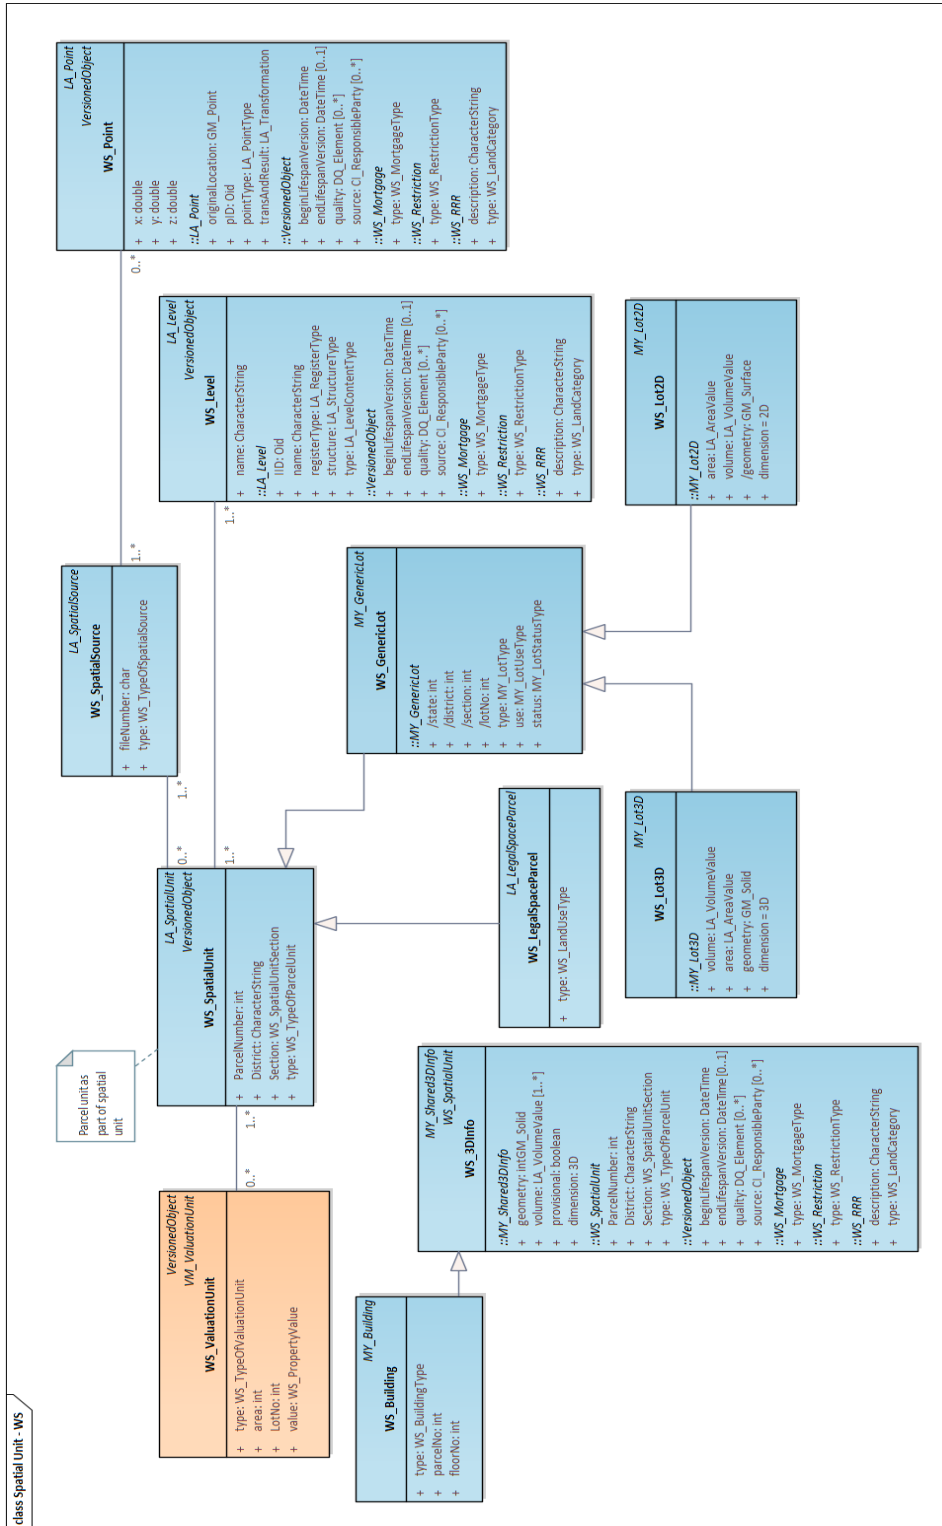 class Spatial Unit - WS
VersionedObject
VM_ValuationUnit
WS_ValuationUnit
+ type: WS_TypeOfValuationUnit
+ area: int
+ LotNo: int
+ value: WS_PropertyValue
0..*
1..*
Parcel unit as
part of spatial
unit
LA_SpatialUnit
VersionedObject
WS_SpatialUnit
+ ParcelNumber: int
+ District: CharacterString
+ Section: WS_SpatialUnitSection
+ type: WS_TypeOfParcelUnit
0..*
1..*
1..*
1..*
LA_SpatialSource
WS_SpatialSource
+ fileNumber: char
+ type: WS_TypeOfSpatialSource
1..*
0..*
LA_Point
VersionedObject
WS_Point
+ x: double
+ y: double
+ z: double
::LA_Point
+ originalLocation: GM_Point
+ pID: Oid
+ pointType: LA_PointType
+ transAndResult: LA_Transformation
::VersionedObject
+ beginLifespanVersion: DateTime
+ endLifespanVersion: DateTime [0..1]
+ quality: DQ_Element [0..*]
+ source: CI_ResponsibleParty [0..*]
::WS_Mortgage
+ type: WS_MortgageType
::WS_Restriction
+ type: WS_RestrictionType
::WS_RRR
+ description: CharacterString
+ type: WS_LandCategory
LA_Level
VersionedObject
WS_Level
+ name: CharacterString
::LA_Level
+ lID: Oid
+ name: CharacterString
+ registerType: LA_RegisterType
+ structure: LA_StructureType
+ type: LA_LevelContentType
::VersionedObject
+ beginLifespanVersion: DateTime
+ endLifespanVersion: DateTime [0..1]
+ quality: DQ_Element [0..*]
+ source: CI_ResponsibleParty [0..*]
::WS_Mortgage
+ type: WS_MortgageType
::WS_Restriction
+ type: WS_RestrictionType
::WS_RRR
+ description: CharacterString
+ type: WS_LandCategory
MY_Building
WS_Building
+ type: WS_BuildingType
+ parcelNo: int
+ floorNo: int
MY_Shared3DInfo
WS_SpatialUnit
WS_3DInfo
::MY_Shared3DInfo
+ geometry: intGM_Solid
+ volume: LA_VolumeValue [1..*]
+ provisional: boolean
+ dimension: 3D
::WS_SpatialUnit
+ ParcelNumber: int
+ District: CharacterString
+ Section: WS_SpatialUnitSection
+ type: WS_TypeOfParcelUnit
::VersionedObject
+ beginLifespanVersion: DateTime
+ endLifespanVersion: DateTime [0..1]
+ quality: DQ_Element [0..*]
+ source: CI_ResponsibleParty [0..*]
::WS_Mortgage
+ type: WS_MortgageType
::WS_Restriction
+ type: WS_RestrictionType
::WS_RRR
+ description: CharacterString
+ type: WS_LandCategory
LA_LegalSpaceParcel
WS_LegalSpaceParcel
+ type: WS_LandUseType
MY_GenericLot
WS_GenericLot
::MY_GenericLot
+ /state: int
+ /district: int
+ /section: int
+ /lotNo: int
+ type: MY_LotType
+ use: MY_LotUseType
+ status: MY_LotStatusType
MY_Lot3D
WS_Lot3D
::MY_Lot3D
+ volume: LA_VolumeValue
+ area: LA_AreaValue
+ geometry: GM_Solid
+ dimension = 3D
MY_Lot2D
WS_Lot2D
::MY_Lot2D
+ area: LA_AreaValue
+ volume: LA_VolumeValue
+ /geometry: GM_Surface
+ dimension = 2D